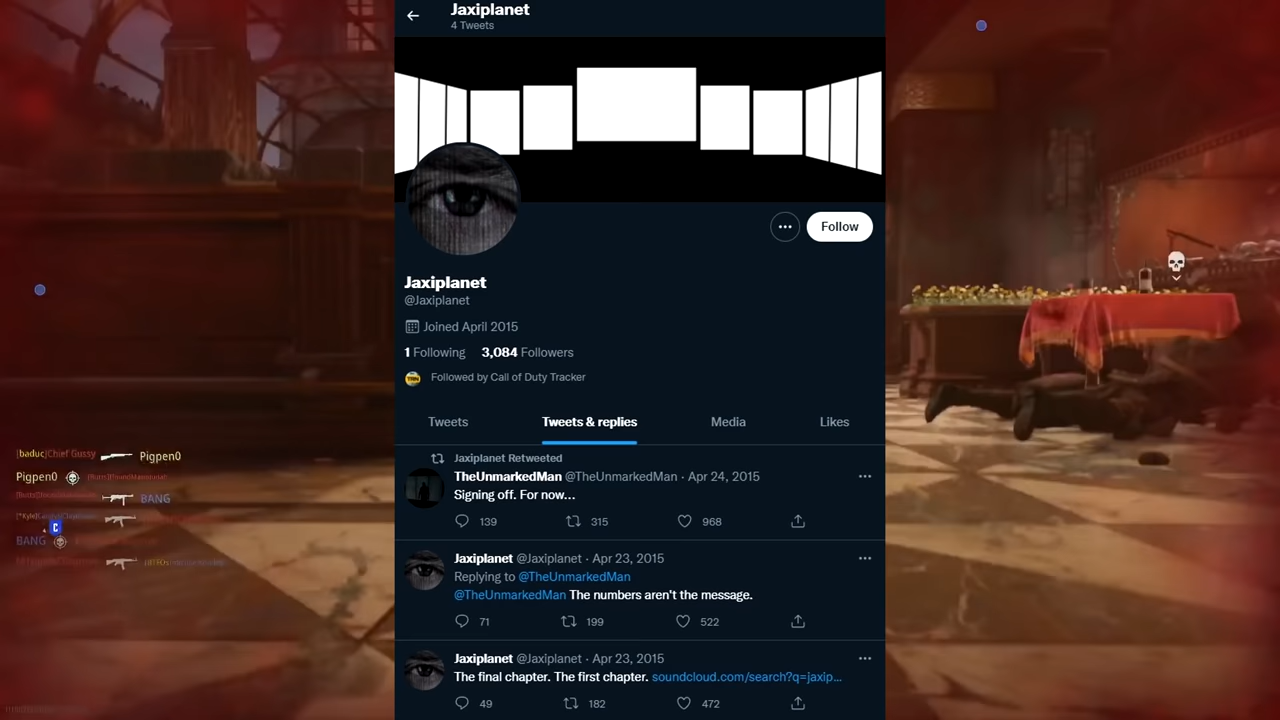 Jaxiplanet
4 Tweets
Follow
Jaxiplanet
@Jaxiplanet
Joined April 2015
1 Following 3,084 Followers
Followed by Call of Duty Tracker
Tweets Tweets & replies Media Likes
Jaxiplanet Retweeted
TheUnmarkedMan @TheUnmarkedMan · Apr 24, 2015
Signing off. For now...
139 315 968
Jaxiplanet @Jaxiplanet · Apr 23, 2015
Replying to @TheUnmarkedMan
@TheUnmarkedMan The numbers aren't the message.
71 199 522
Jaxiplanet @Jaxiplanet · Apr 23, 2015
The final chapter. The first chapter. soundcloud.com/search?q=jaxip...
49 182 472
[baduc]Chief Gussy Pigpen0
Pigpen0
BANG
C
BANG